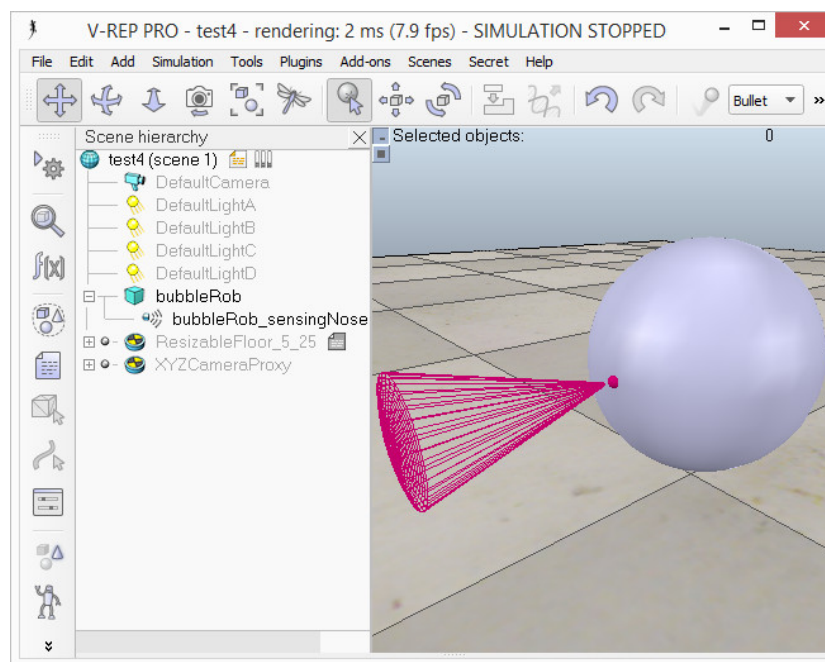 V-REP PRO - test4 - rendering: 2 ms (7.9 fps) - SIMULATION STOPPED
File Edit Add Simulation Tools Plugins Add-ons Scenes Secret Help
Bullet
Scene hierarchy
Selected objects: 0
test4 (scene 1)
DefaultCamera
DefaultLightA
DefaultLightB
DefaultLightC
DefaultLightD
bubbleRob
bubbleRob_sensingNose
ResizableFloor_5_25
XYZCameraProxy
f(x)